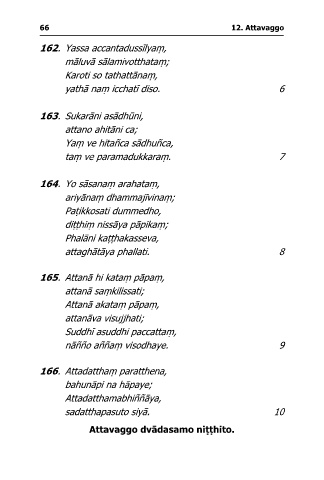 66 12. Attavaggo
162. Yassa accantadussīlyaṃ,
māluvā sālamivotthataṃ;
Karoti so tathattānaṃ,
yathā naṃ icchatī diso. 6
163. Sukarāni asādhūni,
attano ahitāni ca;
Yaṃ ve hitañca sādhuñca,
taṃ ve paramadukkaraṃ. 7
164. Yo sāsanaṃ arahataṃ,
ariyānaṃ dhammajīvinaṃ;
Paṭikkosati dummedho,
diṭṭhiṃ nissāya pāpikaṃ;
Phalāni kaṭṭhakasseva,
attaghātāya phallati. 8
165. Attanā hi kataṃ pāpaṃ,
attanā saṃkilissati;
Attanā akataṃ pāpaṃ,
attanāva visujjhati;
Suddhī asuddhi paccattaṃ,
nāñño aññaṃ visodhaye. 9
166. Attadatthaṃ paratthena,
bahunāpi na hāpaye;
Attadatthamabhiññāya,
sadatthapasuto siyā. 10
Attavaggo dvādasamo niṭṭhito.